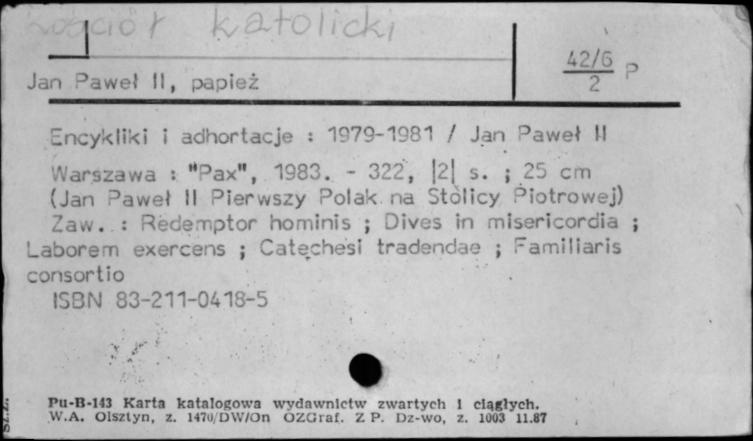 Kościół katolicki
42/6
2 P
Jan Paweł II, papież
Encykliki i adhortacje : 1979-1981 / Jan Paweł II
Warszawa : "Pax", 1983. - 322, |2| s. ; 25 cm
(Jan Paweł II Pierwszy Polak na Stolicy Piotrowej)
Zaw. : Redemptor hominis ; Dives in misericordia ;
Laborem exercens ; Catechesi tradendae ; Familiaris
consortio
ISBN 83-211-0418-5
Pu-B-143 Karta katalogowa wydawnictw zwartych i ciągłych.
W.A. Olsztyn, z. 1470/DW/On OZGraf. Z P. Dz-wo, z. 1003 11.87